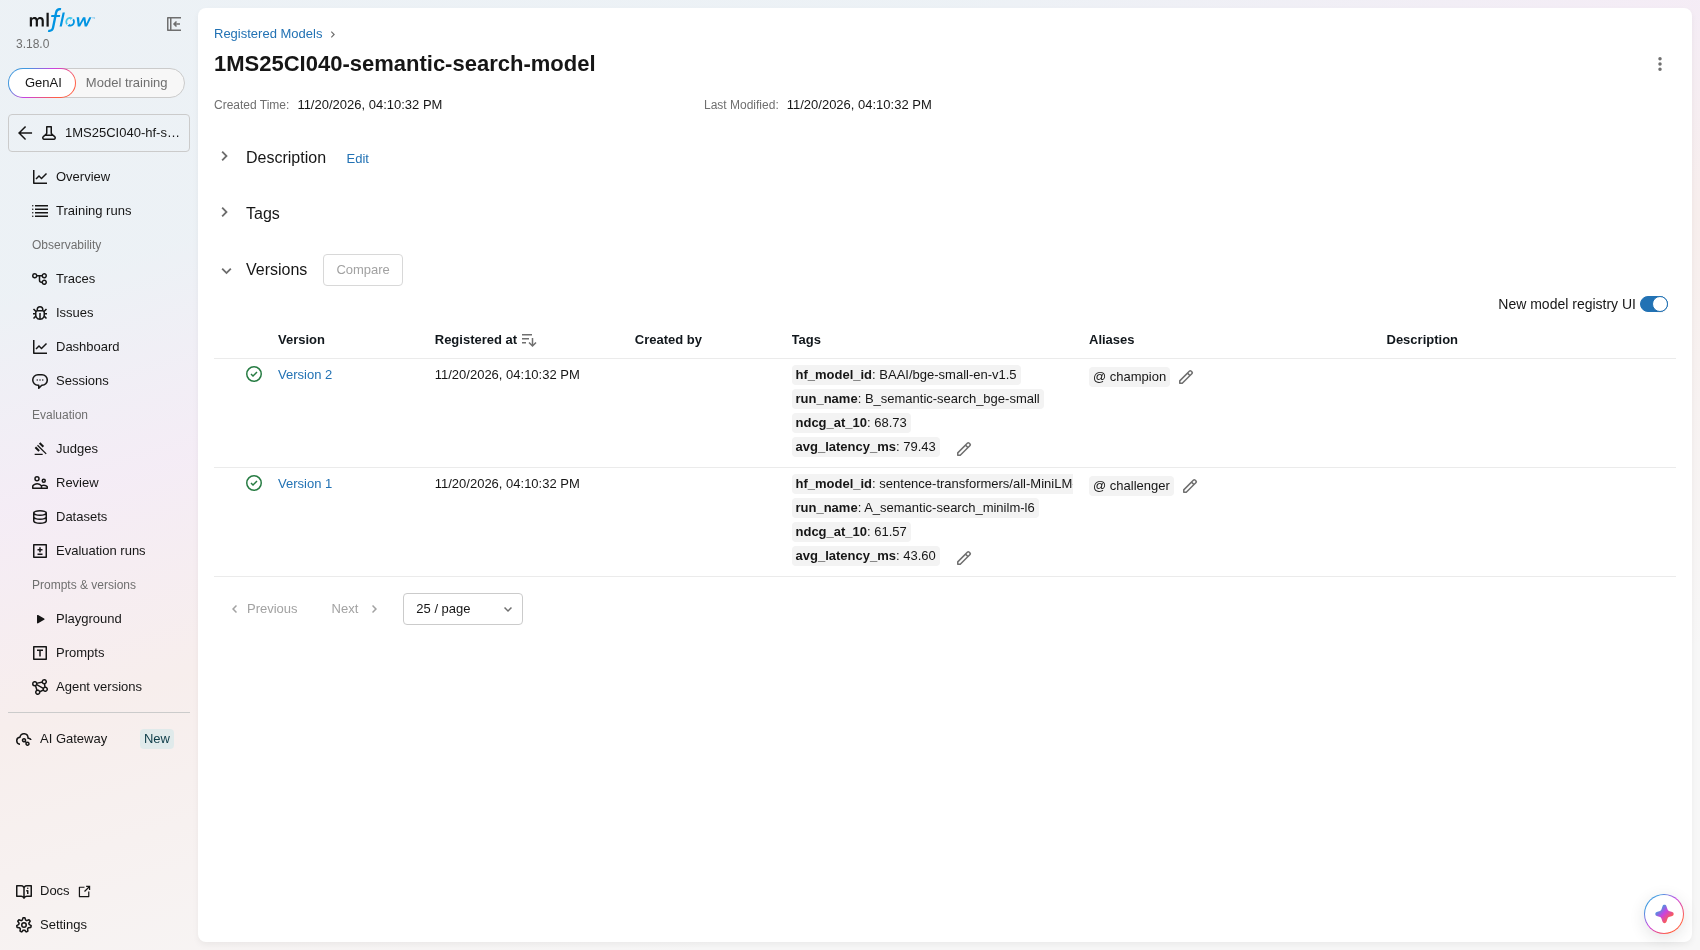 mlflow
3.18.0
GenAI Model training
1MS25CI040-hf-s...
Overview
Training runs
Observability
Traces
Issues
Dashboard
Sessions
Evaluation
Judges
Review
Datasets
Evaluation runs
Prompts & versions
Playground
Prompts
Agent versions
AI Gateway New
Docs
Settings
Registered Models ›
1MS25CI040-semantic-search-model
Created Time: 11/20/2026, 04:10:32 PM Last Modified: 11/20/2026, 04:10:32 PM
Description Edit
Tags
Versions Compare
New model registry UI
Version Registered at Created by Tags Aliases Description
Version 2 11/20/2026, 04:10:32 PM hf_model_id: BAAI/bge-small-en-v1.5 @ champion
run_name: B_semantic-search_bge-small
ndcg_at_10: 68.73
avg_latency_ms: 79.43
Version 1 11/20/2026, 04:10:32 PM hf_model_id: sentence-transformers/all-MiniLM @ challenger
run_name: A_semantic-search_minilm-l6
ndcg_at_10: 61.57
avg_latency_ms: 43.60
Previous Next 25 / page